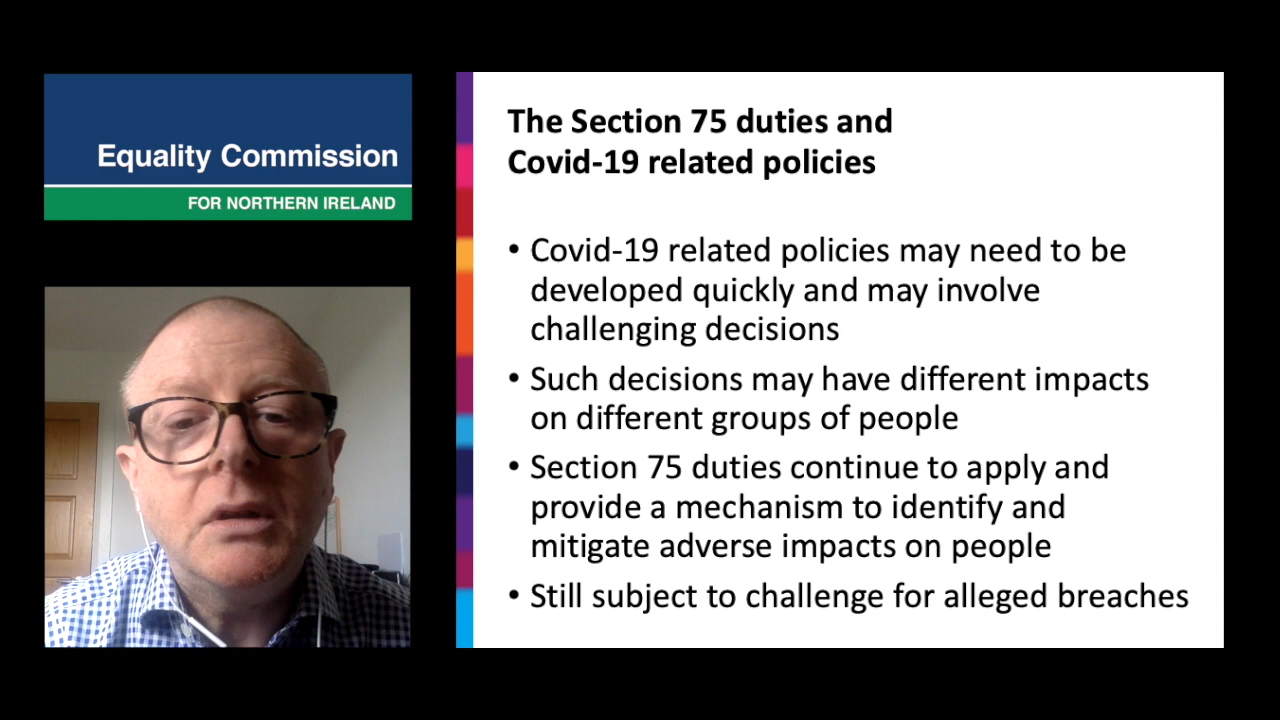 Equality Commission
FOR NORTHERN IRELAND
The Section 75 duties and
Covid-19 related policies
• Covid-19 related policies may need to be
developed quickly and may involve
challenging decisions
• Such decisions may have different impacts
on different groups of people
• Section 75 duties continue to apply and
provide a mechanism to identify and
mitigate adverse impacts on people
• Still subject to challenge for alleged breaches